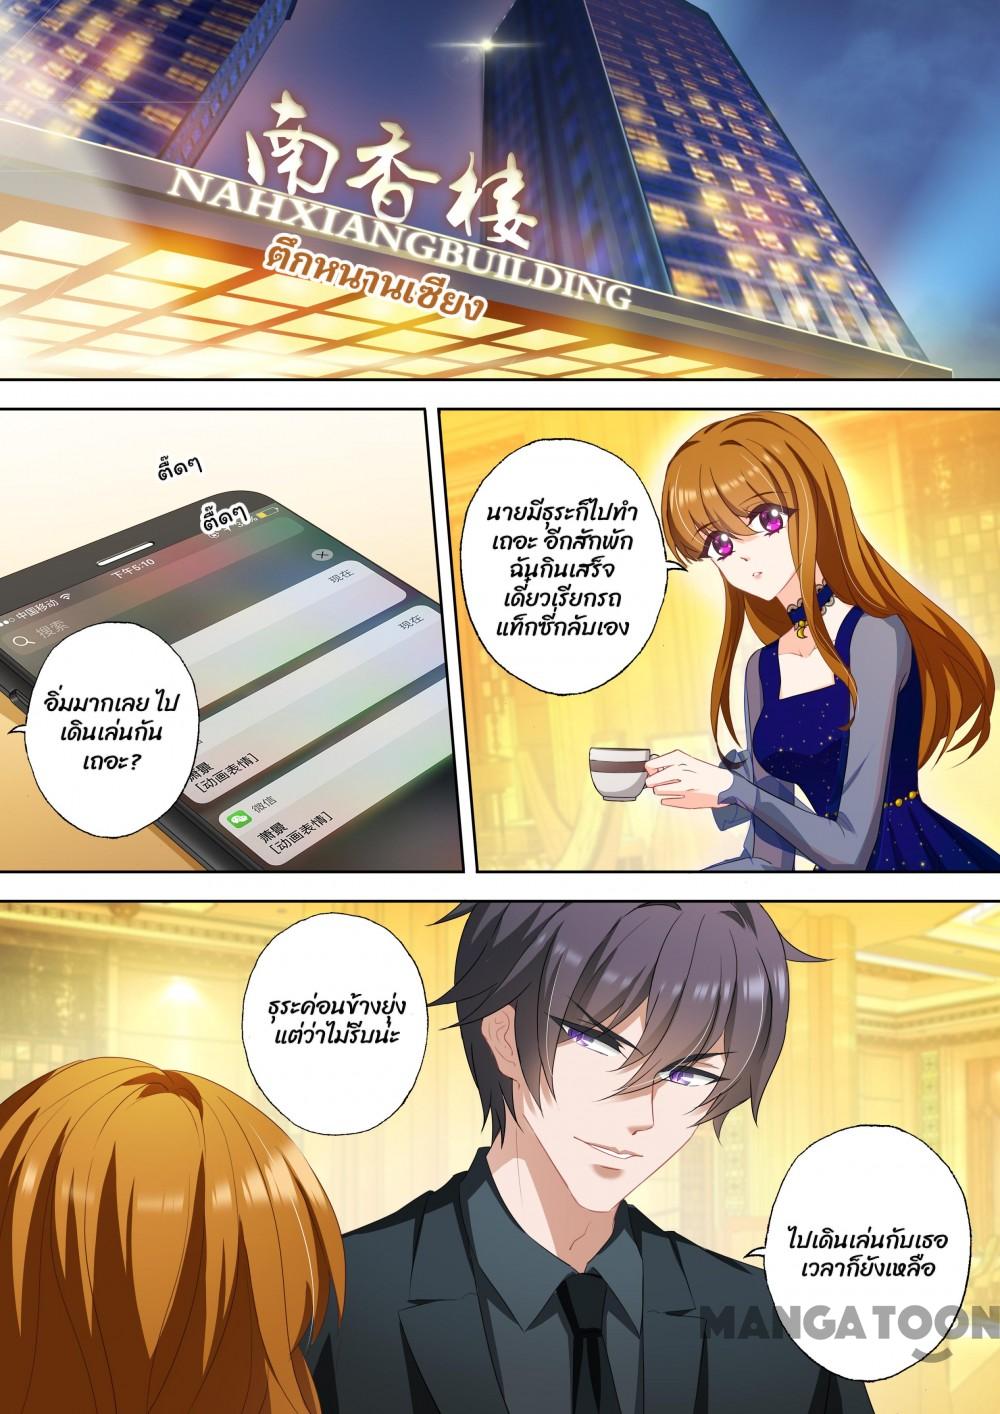 南香楼
NAHXIANGBUILDING
ตึกหนานเซียง
ตื๊ดๆ
ตื๊ดๆ
下午5:10
中国移动
搜索
现在
现在
萧景
[动画表情]
微信
萧景
[动画表情]
อิ่มมากเลย ไป
เดินเล่นกัน
เถอะ?
นายมีธุระก็ไปทำ
เถอะ อีกสักพัก
ฉันกินเสร็จ
เดี๋ยวเรียกรถ
แท็กซี่กลับเอง
ธุระค่อนข้างยุ่ง
แต่ว่าไม่รีบน่ะ
ไปเดินเล่นกับเธอ
เวลาก็ยังเหลือ
MANGATOON